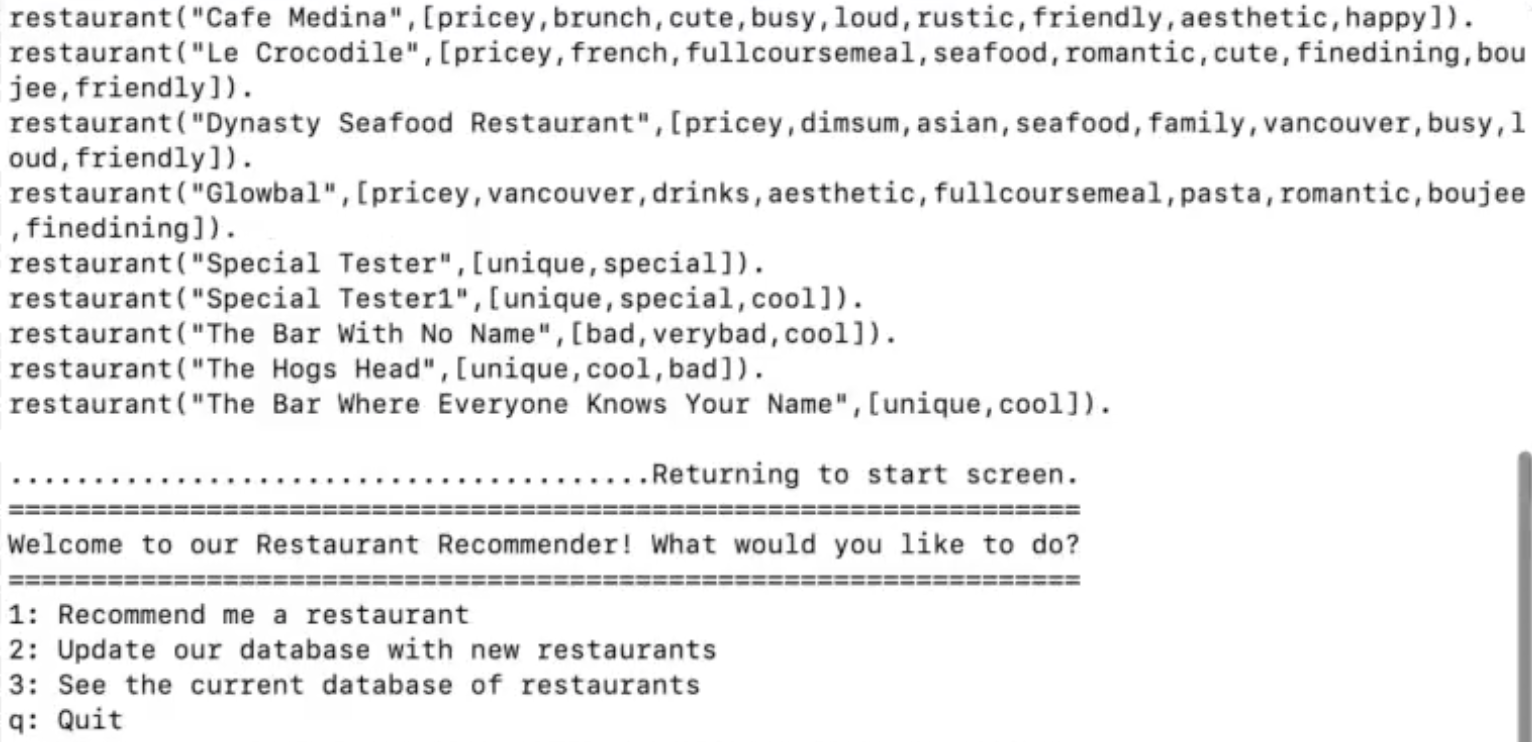 restaurant("Cafe Medina",[pricey,brunch,cute,busy,loud,rustic,friendly,aesthetic,happy]).
restaurant("Le Crocodile",[pricey,french,fullcoursemeal,seafood,romantic,cute,finedining,bou
jee,friendly]).
restaurant("Dynasty Seafood Restaurant",[pricey,dimsum,asian,seafood,family,vancouver,busy,l
oud,friendly]).
restaurant("Glowbal",[pricey,vancouver,drinks,aesthetic,fullcoursemeal,pasta,romantic,boujee
,finedining]).
restaurant("Special Tester",[unique,special]).
restaurant("Special Tester1",[unique,special,cool]).
restaurant("The Bar With No Name",[bad,verybad,cool]).
restaurant("The Hogs Head",[unique,cool,bad]).
restaurant("The Bar Where Everyone Knows Your Name",[unique,cool]).
.......................................Returning to start screen.
=================================================================
Welcome to our Restaurant Recommender! What would you like to do?
=================================================================
1: Recommend me a restaurant
2: Update our database with new restaurants
3: See the current database of restaurants
q: Quit